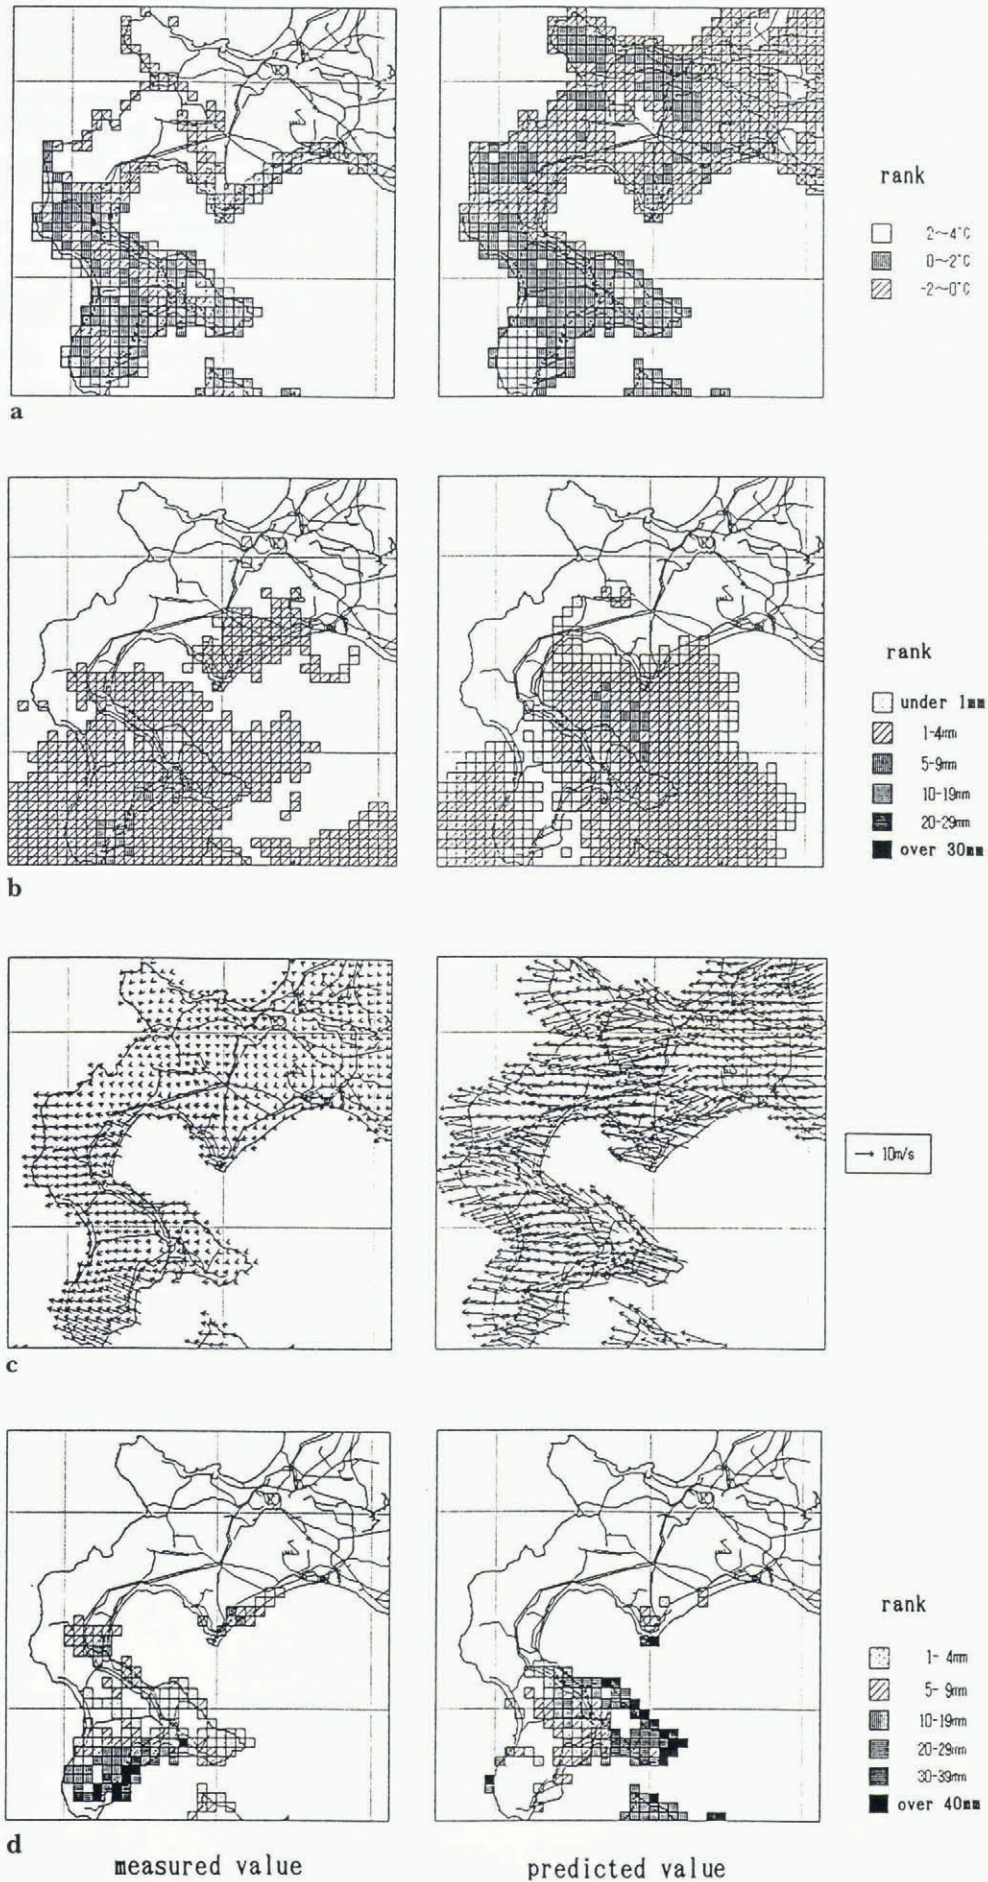 rank
2~4°C
0~2°C
-2~0°C
a
rank
under 1mm
1-4mm
5-9mm
10-19mm
20-29mm
over 30mm
b
10m/s
c
rank
1- 4mm
5- 9mm
10-19mm
20-29mm
30-39mm
over 40mm
d
measured value
predicted value